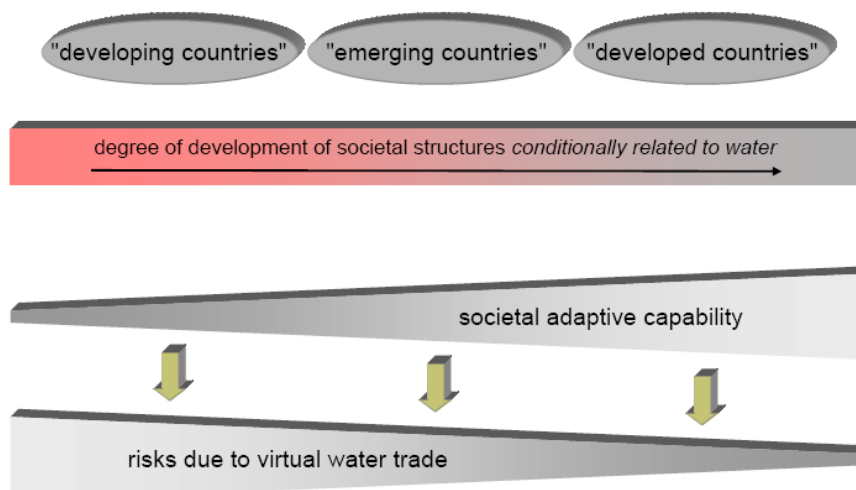 "developing countries"
"emerging countries"
"developed countries"
degree of development of societal structures conditionally related to water
societal adaptive capability
risks due to virtual water trade